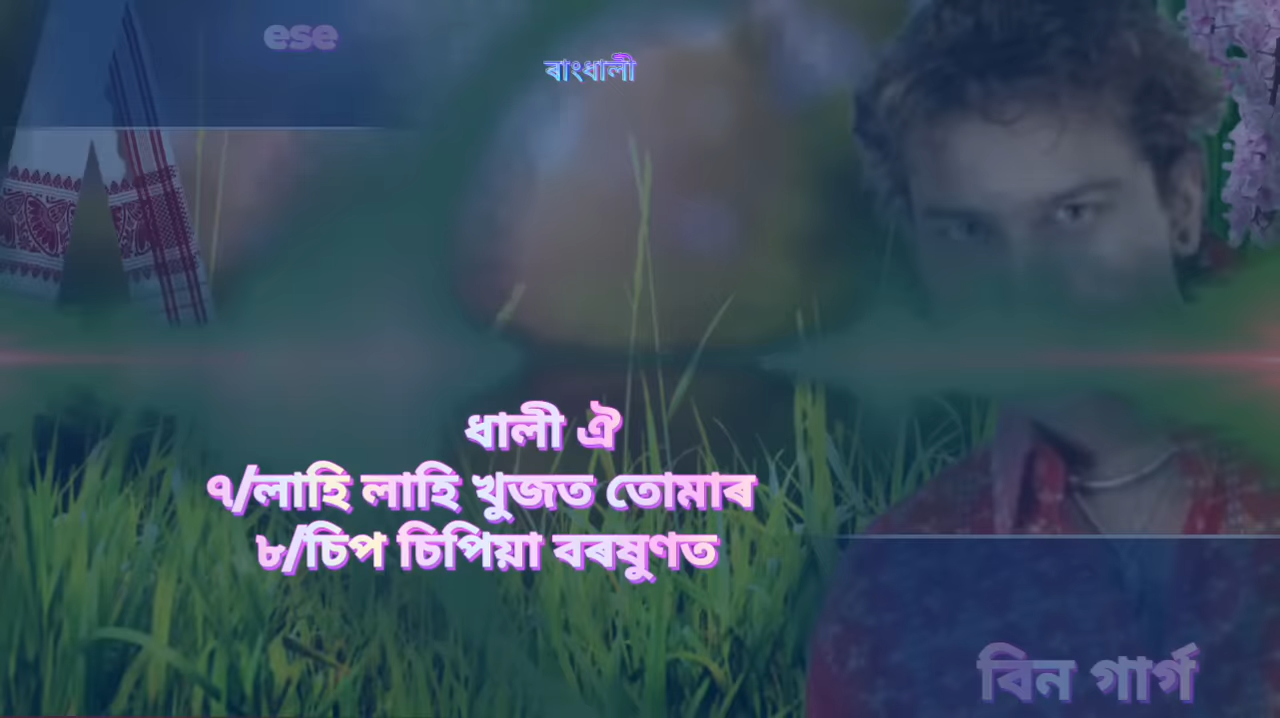 ese
ৰাংধালী
ধালী ঐ
৭/লাহি লাহি খুজত তোমাৰ
৮/চিপ চিপিয়া বৰষুণত
বিন গাৰ্গ